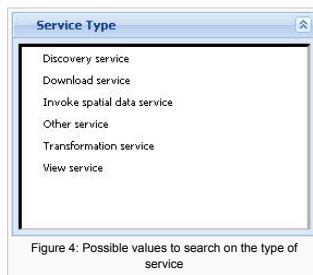 Service Type
Discovery service
Download service
Invoke spatial data service
Other service
Transformation service
View service
Figure 4: Possible values to search on the type of
service